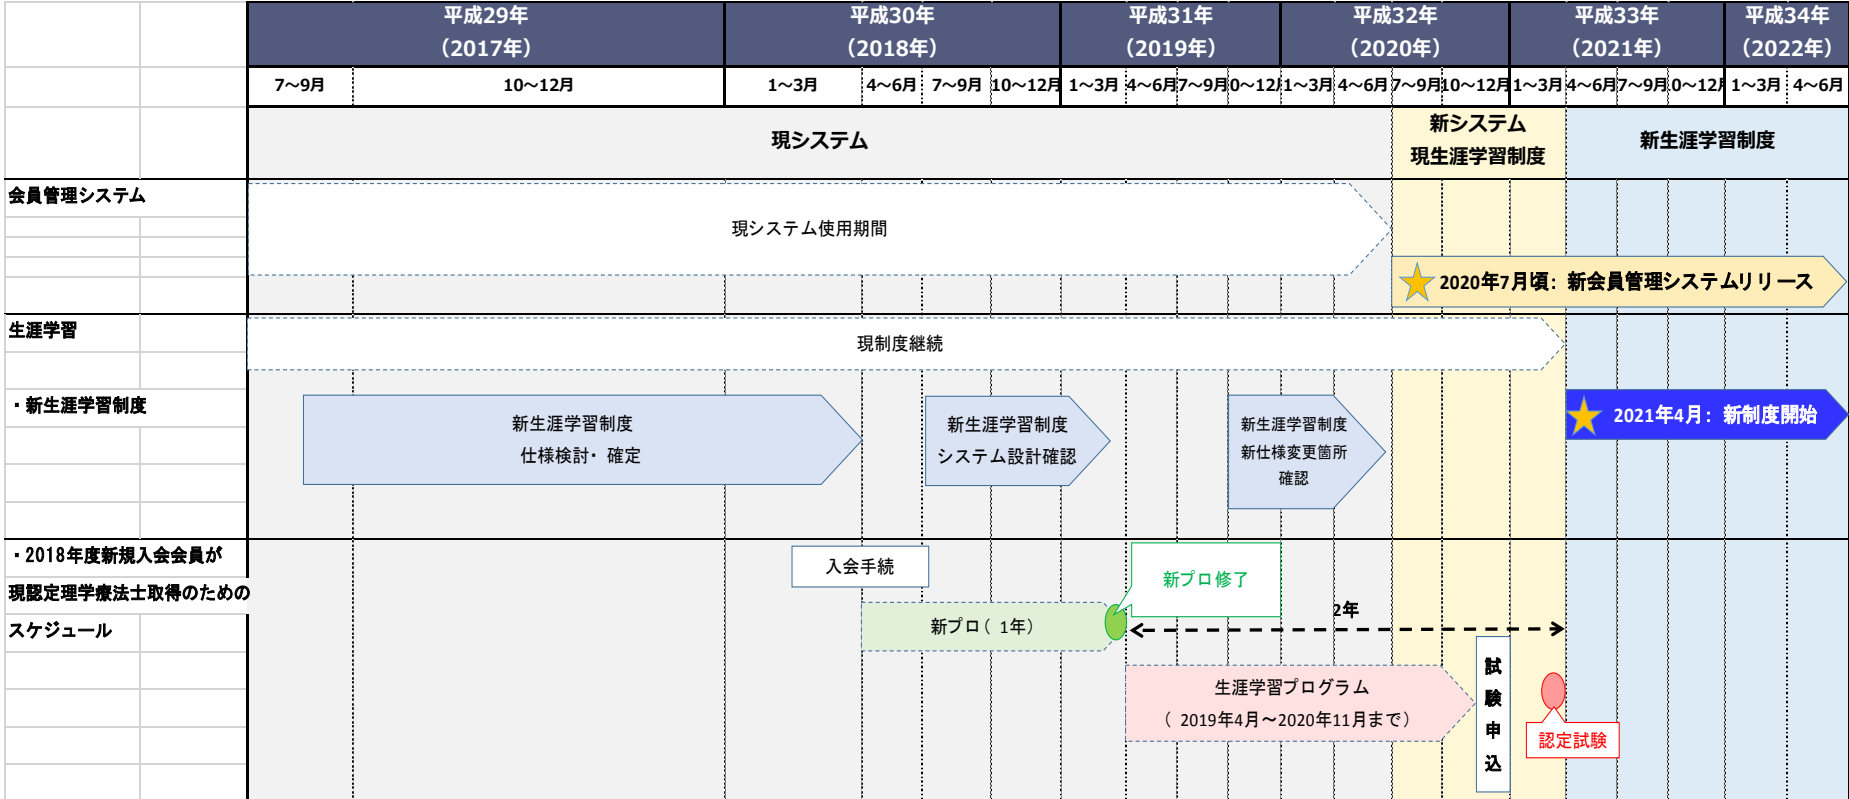 平成29年
（2017年）
平成30年
（2018年）
平成31年
（2019年）
平成32年
（2020年）
平成33年
（2021年）
平成34年
（2022年）
7～9月
10～12月
1～3月
4～6月
7～9月
10～12月
1～3月
4～6月
7～9月
0～12月
1～3月
4～6月
7～9月
10～12月
1～3月
4～6月
7～9月
0～12月
1～3月
4～6月
現システム
新システム
現生涯学習制度
新生涯学習制度
会員管理システム
現システム使用期間
2020年7月頃：新会員管理システムリリース
生涯学習
現制度継続
・新生涯学習制度
新生涯学習制度
仕様検討・確定
新生涯学習制度
システム設計確認
新生涯学習制度
新仕様変更箇所
確認
2021年4月：新制度開始
・2018年度新規入会会員が
現認定理学療法士取得のための
スケジュール
入会手続
新プロ修了
新プロ（1年）
2年
生涯学習プログラム
（2019年4月～2020年11月まで）
試験申込
認定試験